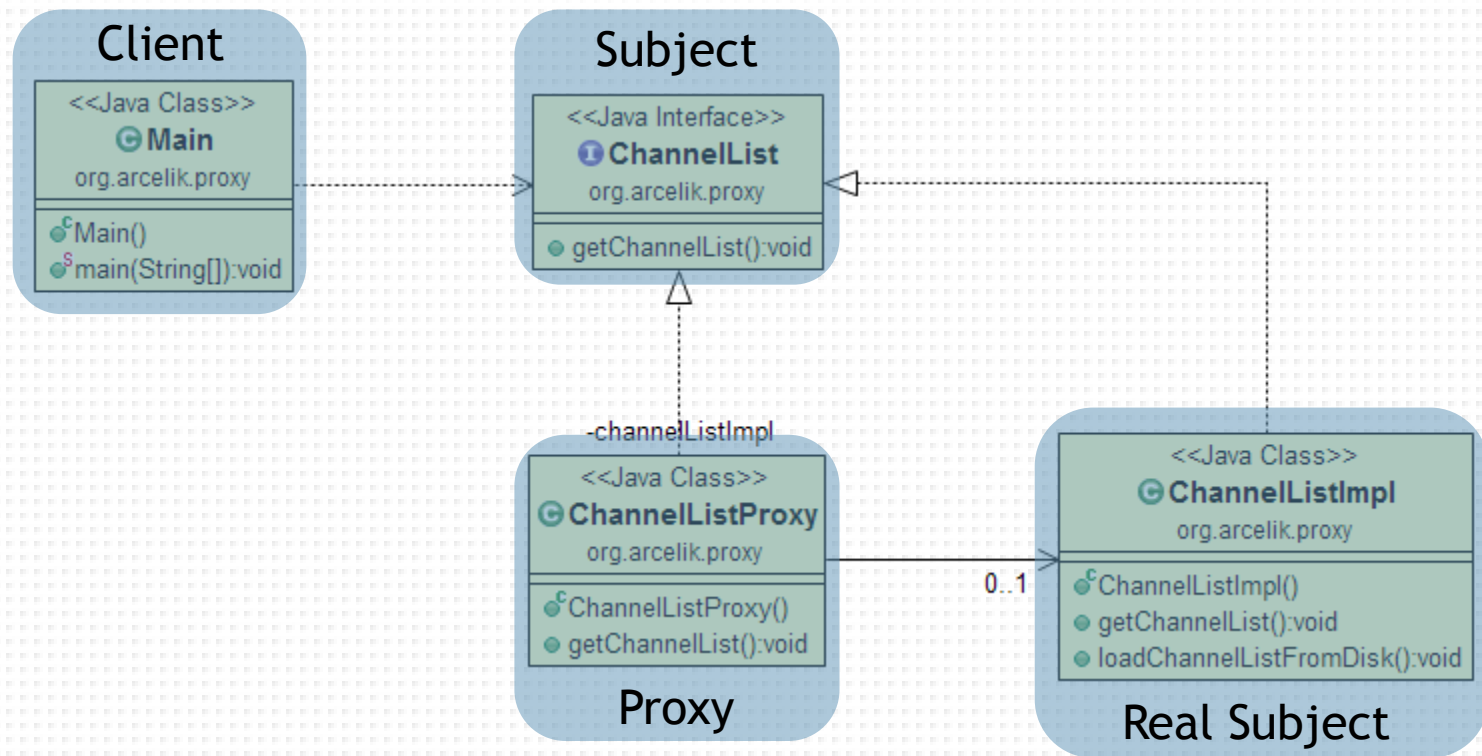 Client
<<Java Class>>
C Main
org.arcelik.proxy
C Main()
S main(String[]):void
Subject
<<Java Interface>>
I ChannelList
org.arcelik.proxy
getChannelList():void
-channelListImpl
<<Java Class>>
C ChannelListProxy
org.arcelik.proxy
C ChannelListProxy()
getChannelList():void
Proxy
0..1
<<Java Class>>
C ChannelListImpl
org.arcelik.proxy
C ChannelListImpl()
getChannelList():void
loadChannelListFromDisk():void
Real Subject